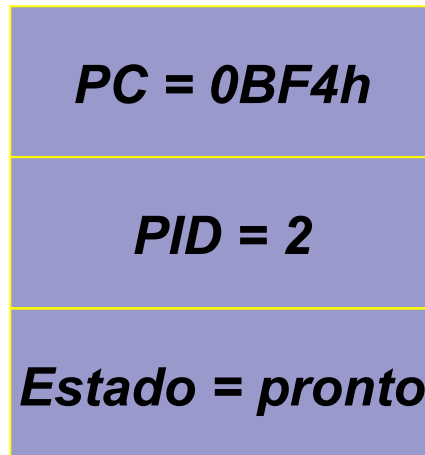 PC = 0BF4h
PID = 2
Estado = pronto